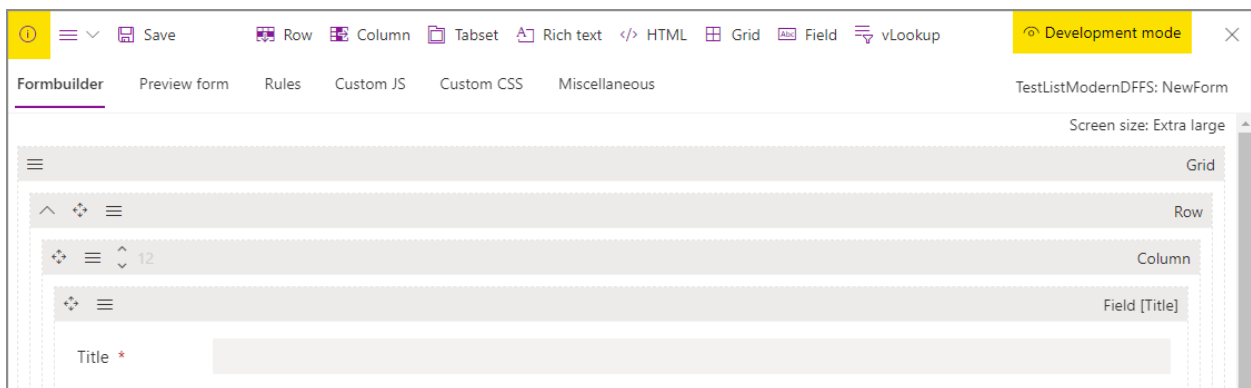 Save Row Column Tabset Rich text </> HTML Grid Abc Field vLookup Development mode
Formbuilder Preview form Rules Custom JS Custom CSS Miscellaneous TestListModernDFFS: NewForm
Screen size: Extra large
Grid
Row
12 Column
Field [Title]
Title *